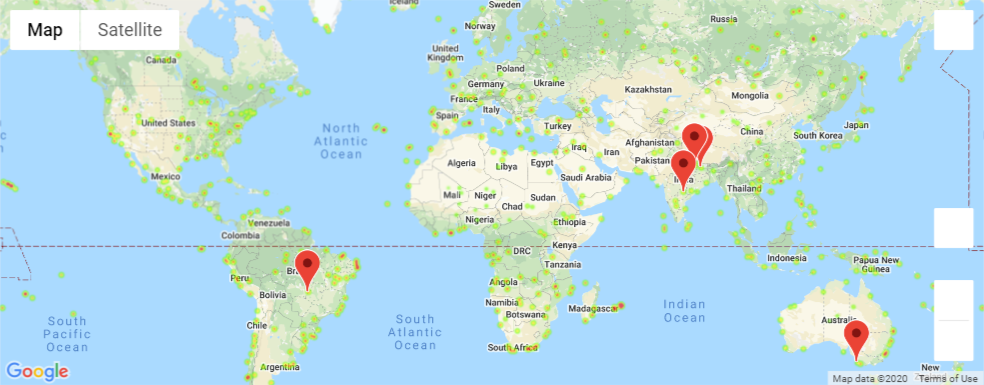 Iceland
Sweden
Norway
Russia
Map
Satellite
United
Kingdom
Canada
Poland
Germany
Ukraine
Kazakhstan
France
Mongolia
Italy
Spain
United States
North
Atlantic
Ocean
Turkey
China
South Korea
Japan
Iraq
Iran
Afghanistan
Pakistan
Algeria
Libya
Egypt
Mexico
Saudi Arabia
India
Thailand
Mali
Niger
Chad
Sudan
Nigeria
Ethiopia
Venezuela
Colombia
DRC
Kenya
Indonesia
Papua New
Guinea
Tanzania
Peru
Brazil
Angola
Bolivia
Namibia
Botswana
Madagascar
Indian
Ocean
South
Pacific
Ocean
South
Atlantic
Ocean
Chile
Australia
South Africa
Argentina
Google
New
Map data ©2020
Terms of Use